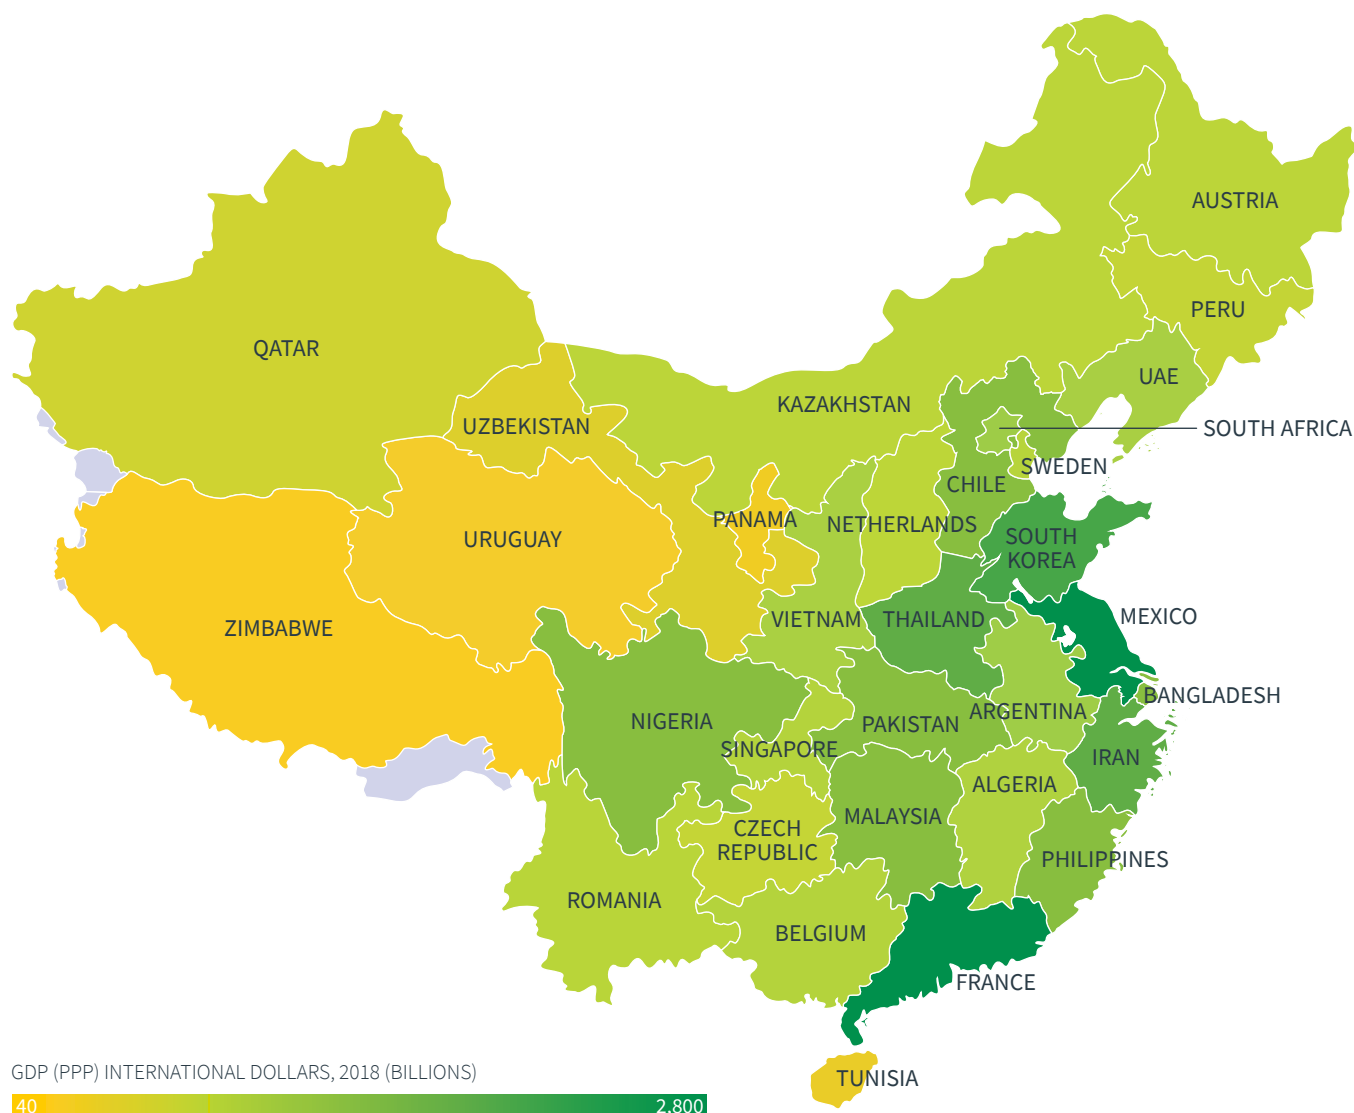 AUSTRIA
PERU
QATAR
UAE
KAZAKHSTAN
UZBEKISTAN
SOUTH AFRICA
SWEDEN
CHILE
PANAMA
NETHERLANDS
URUGUAY
SOUTH
KOREA
MEXICO
VIETNAM
THAILAND
ZIMBABWE
BANGLADESH
ARGENTINA
NIGERIA
PAKISTAN
SINGAPORE
IRAN
ALGERIA
MALAYSIA
CZECH
REPUBLIC
PHILIPPINES
ROMANIA
BELGIUM
FRANCE
GDP (PPP) INTERNATIONAL DOLLARS, 2018 (BILLIONS)
TUNISIA
40
2,800